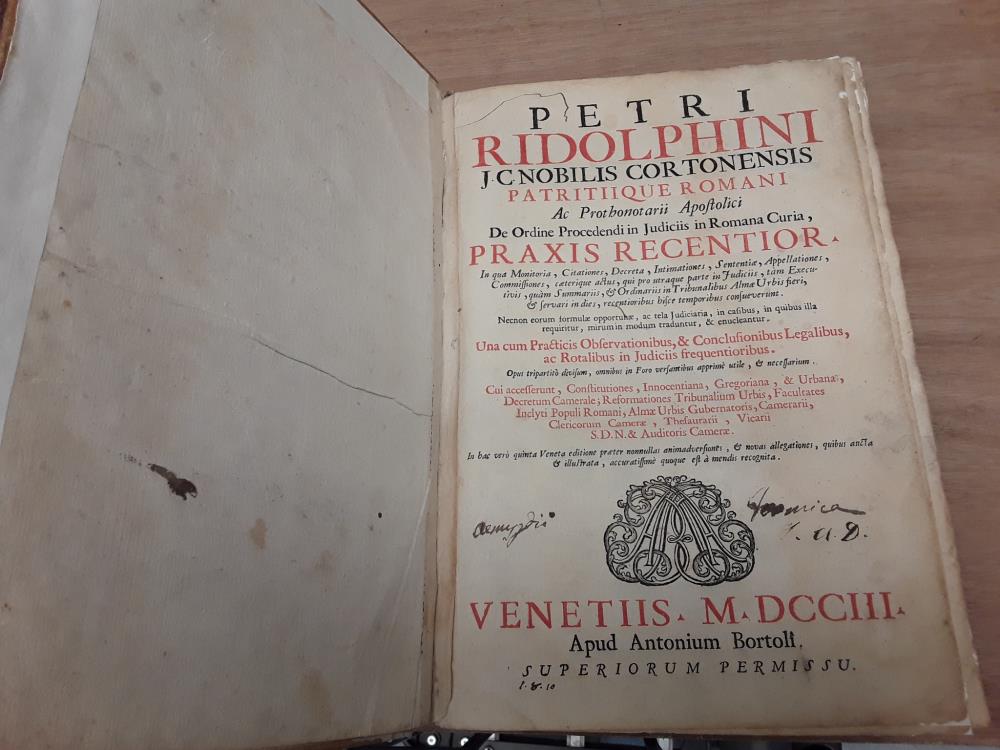 PETRI
RIDOLPHINI
J.C. NOBILIS CORTONENSIS
PATRITIIQUE ROMANI
Ac Prothonotarii Apoſtolici
De Ordine Procedendi in Judiciis in Romana Curia,
PRAXIS RECENTIOR.
In qua Monitoria, Citationes, Decreta, Intimationes, Sententiæ, Appellationes,
Commiſſiones, cæterique actus, qui pro utraque parte in Judiciis, tàm Execu-
tivis, quàm Summariis, & Ordinariis in Tribunalibus Almæ Urbis fieri,
& ſervari in dies, recentioribus hiſce temporibus conſueverunt.
Necnon eorum formulæ opportunæ, ac tela Judiciaria, in caſibus, in quibus illa
requiritur, mirum in modum traduntur, & enucleantur.
Una cum Practicis Obſervationibus, & Concluſionibus Legalibus,
ac Rotalibus in Judiciis frequentioribus.
Opus tripartitò diviſum, omnibus in Foro verſantibus apprimè utile, & neceſſarium.
Cui acceſſerunt, Conſtitutiones, Innocentiana, Gregoriana, & Urbana,
Decretum Camerale; Reformationes Tribunalium Urbis, Facultates
Inclyti Populi Romani, Almæ Urbis Gubernatoris, Camerarii,
Clericorum Cameræ, Theſaurarii, Vicarii
S.D.N. & Auditoris Cameræ.
In hac verò quinta Veneta editione præter nonnullas animadverſiones, & novas allegationes, quibus aucta
& illuſtrata, accuratiſſimè quoque eſt à mendis recognita.
VENETIIS. M.DCCIII.
Apud Antonium Bortoli.
SUPERIORUM PERMISSU.